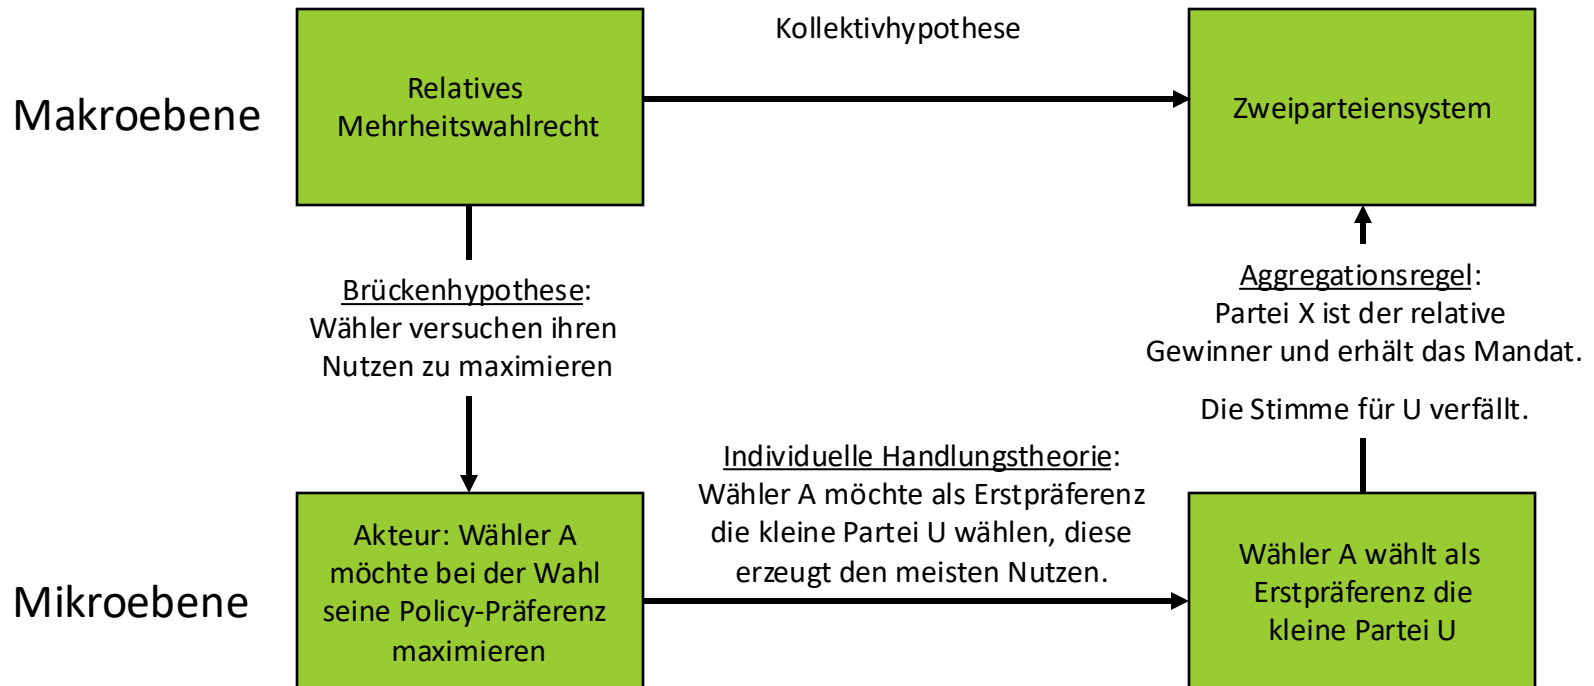 Kollektivhypothese
Makroebene
Relatives
Mehrheitswahlrecht
Zweiparteiensystem
Brückenhypothese:
Wähler versuchen ihren
Nutzen zu maximieren
Aggregationsregel:
Partei X ist der relative
Gewinner und erhält das Mandat.
Die Stimme für U verfällt.
Individuelle Handlungstheorie:
Wähler A möchte als Erstpräferenz
die kleine Partei U wählen, diese
erzeugt den meisten Nutzen.
Mikroebene
Akteur: Wähler A
möchte bei der Wahl
seine Policy-Präferenz
maximieren
Wähler A wählt als
Erstpräferenz die
kleine Partei U